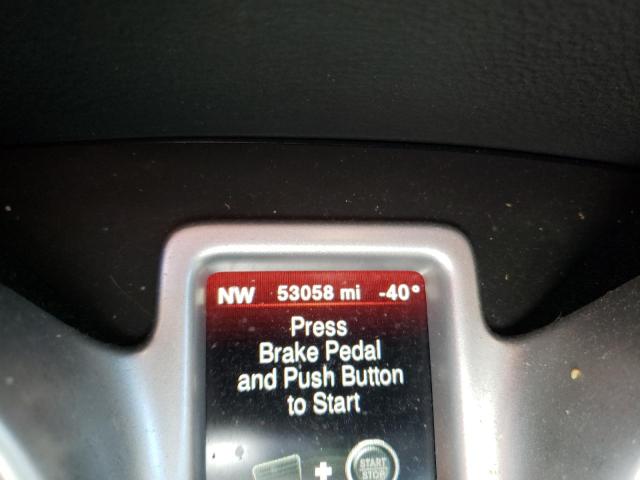 NW 53058 mi -40°
Press
Brake Pedal
and Push Button
to Start
+ START
STOP